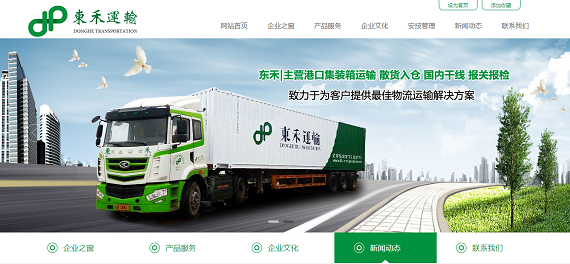 设为首页 添加收藏
東禾運輸
DONGHE TRANSPORTATION
网站首页 企业之窗 产品服务 企业文化 安技管理 新闻动态 联系我们
东禾|主营港口集装箱运输 散货入仓 国内干线 报关报检
致力于为客户提供最佳物流运输解决方案
東禾運輸
企业之窗 产品服务 企业文化 新闻动态 联系我们